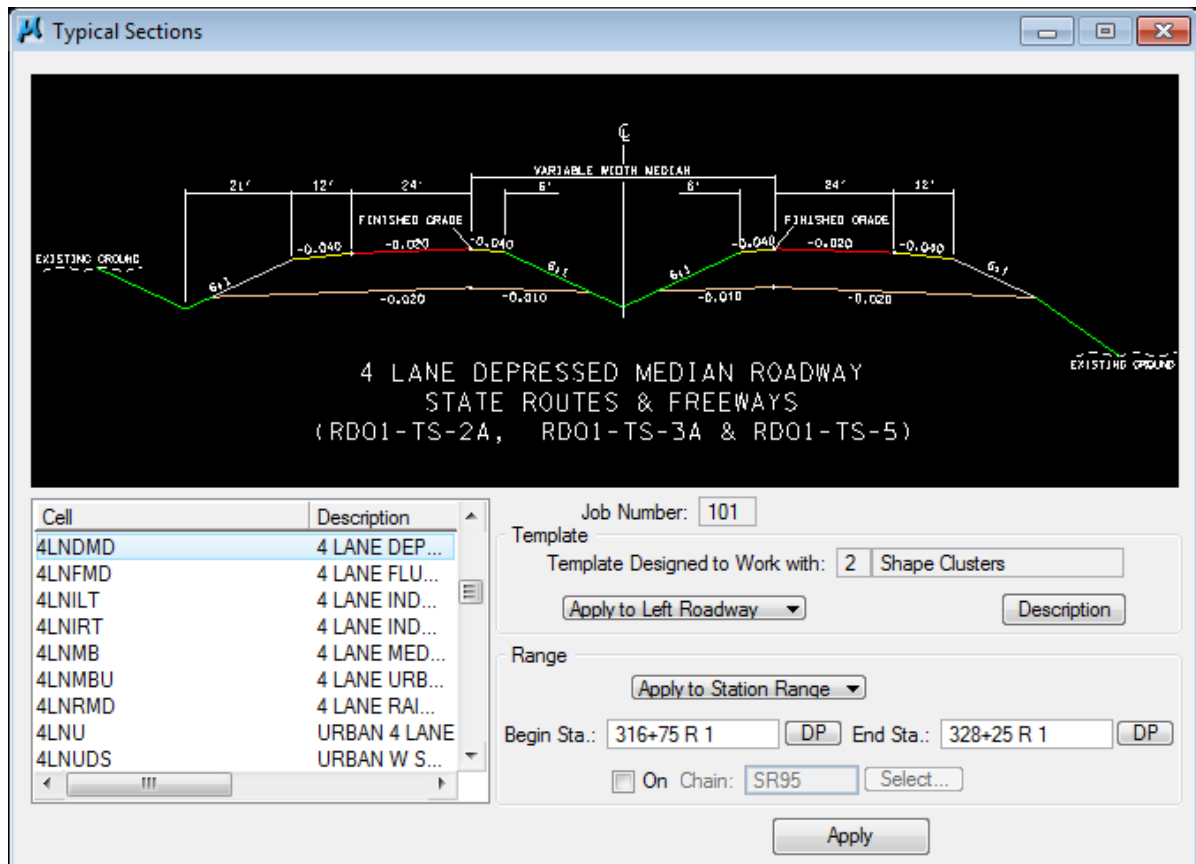 Typical Sections
℄
VARIABLE WIDTH MEDIAN
21' 12' 24' 6' 6' 24' 12'
FINISHED GRADE FINISHED GRADE
-0.040 -0.020 -0.040 -0.040 -0.020 -0.040
EXISTING GROUND
6:1 6:1 6:1 6:1
-0.020 -0.010 -0.010 -0.020
EXISTING GROUND
4 LANE DEPRESSED MEDIAN ROADWAY
STATE ROUTES & FREEWAYS
(RD01-TS-2A, RD01-TS-3A & RD01-TS-5)
Cell Description
4LNDMD 4 LANE DEP...
4LNFMD 4 LANE FLU...
4LNILT 4 LANE IND...
4LNIRT 4 LANE IND...
4LNMB 4 LANE MED...
4LNMBU 4 LANE URB...
4LNRMD 4 LANE RAI...
4LNU URBAN 4 LANE
4LNUDS URBAN W S...
Job Number: 101
Template
Template Designed to Work with: 2 Shape Clusters
Apply to Left Roadway Description
Range
Apply to Station Range
Begin Sta.: 316+75 R 1 DP End Sta.: 328+25 R 1 DP
On Chain: SR95 Select...
Apply